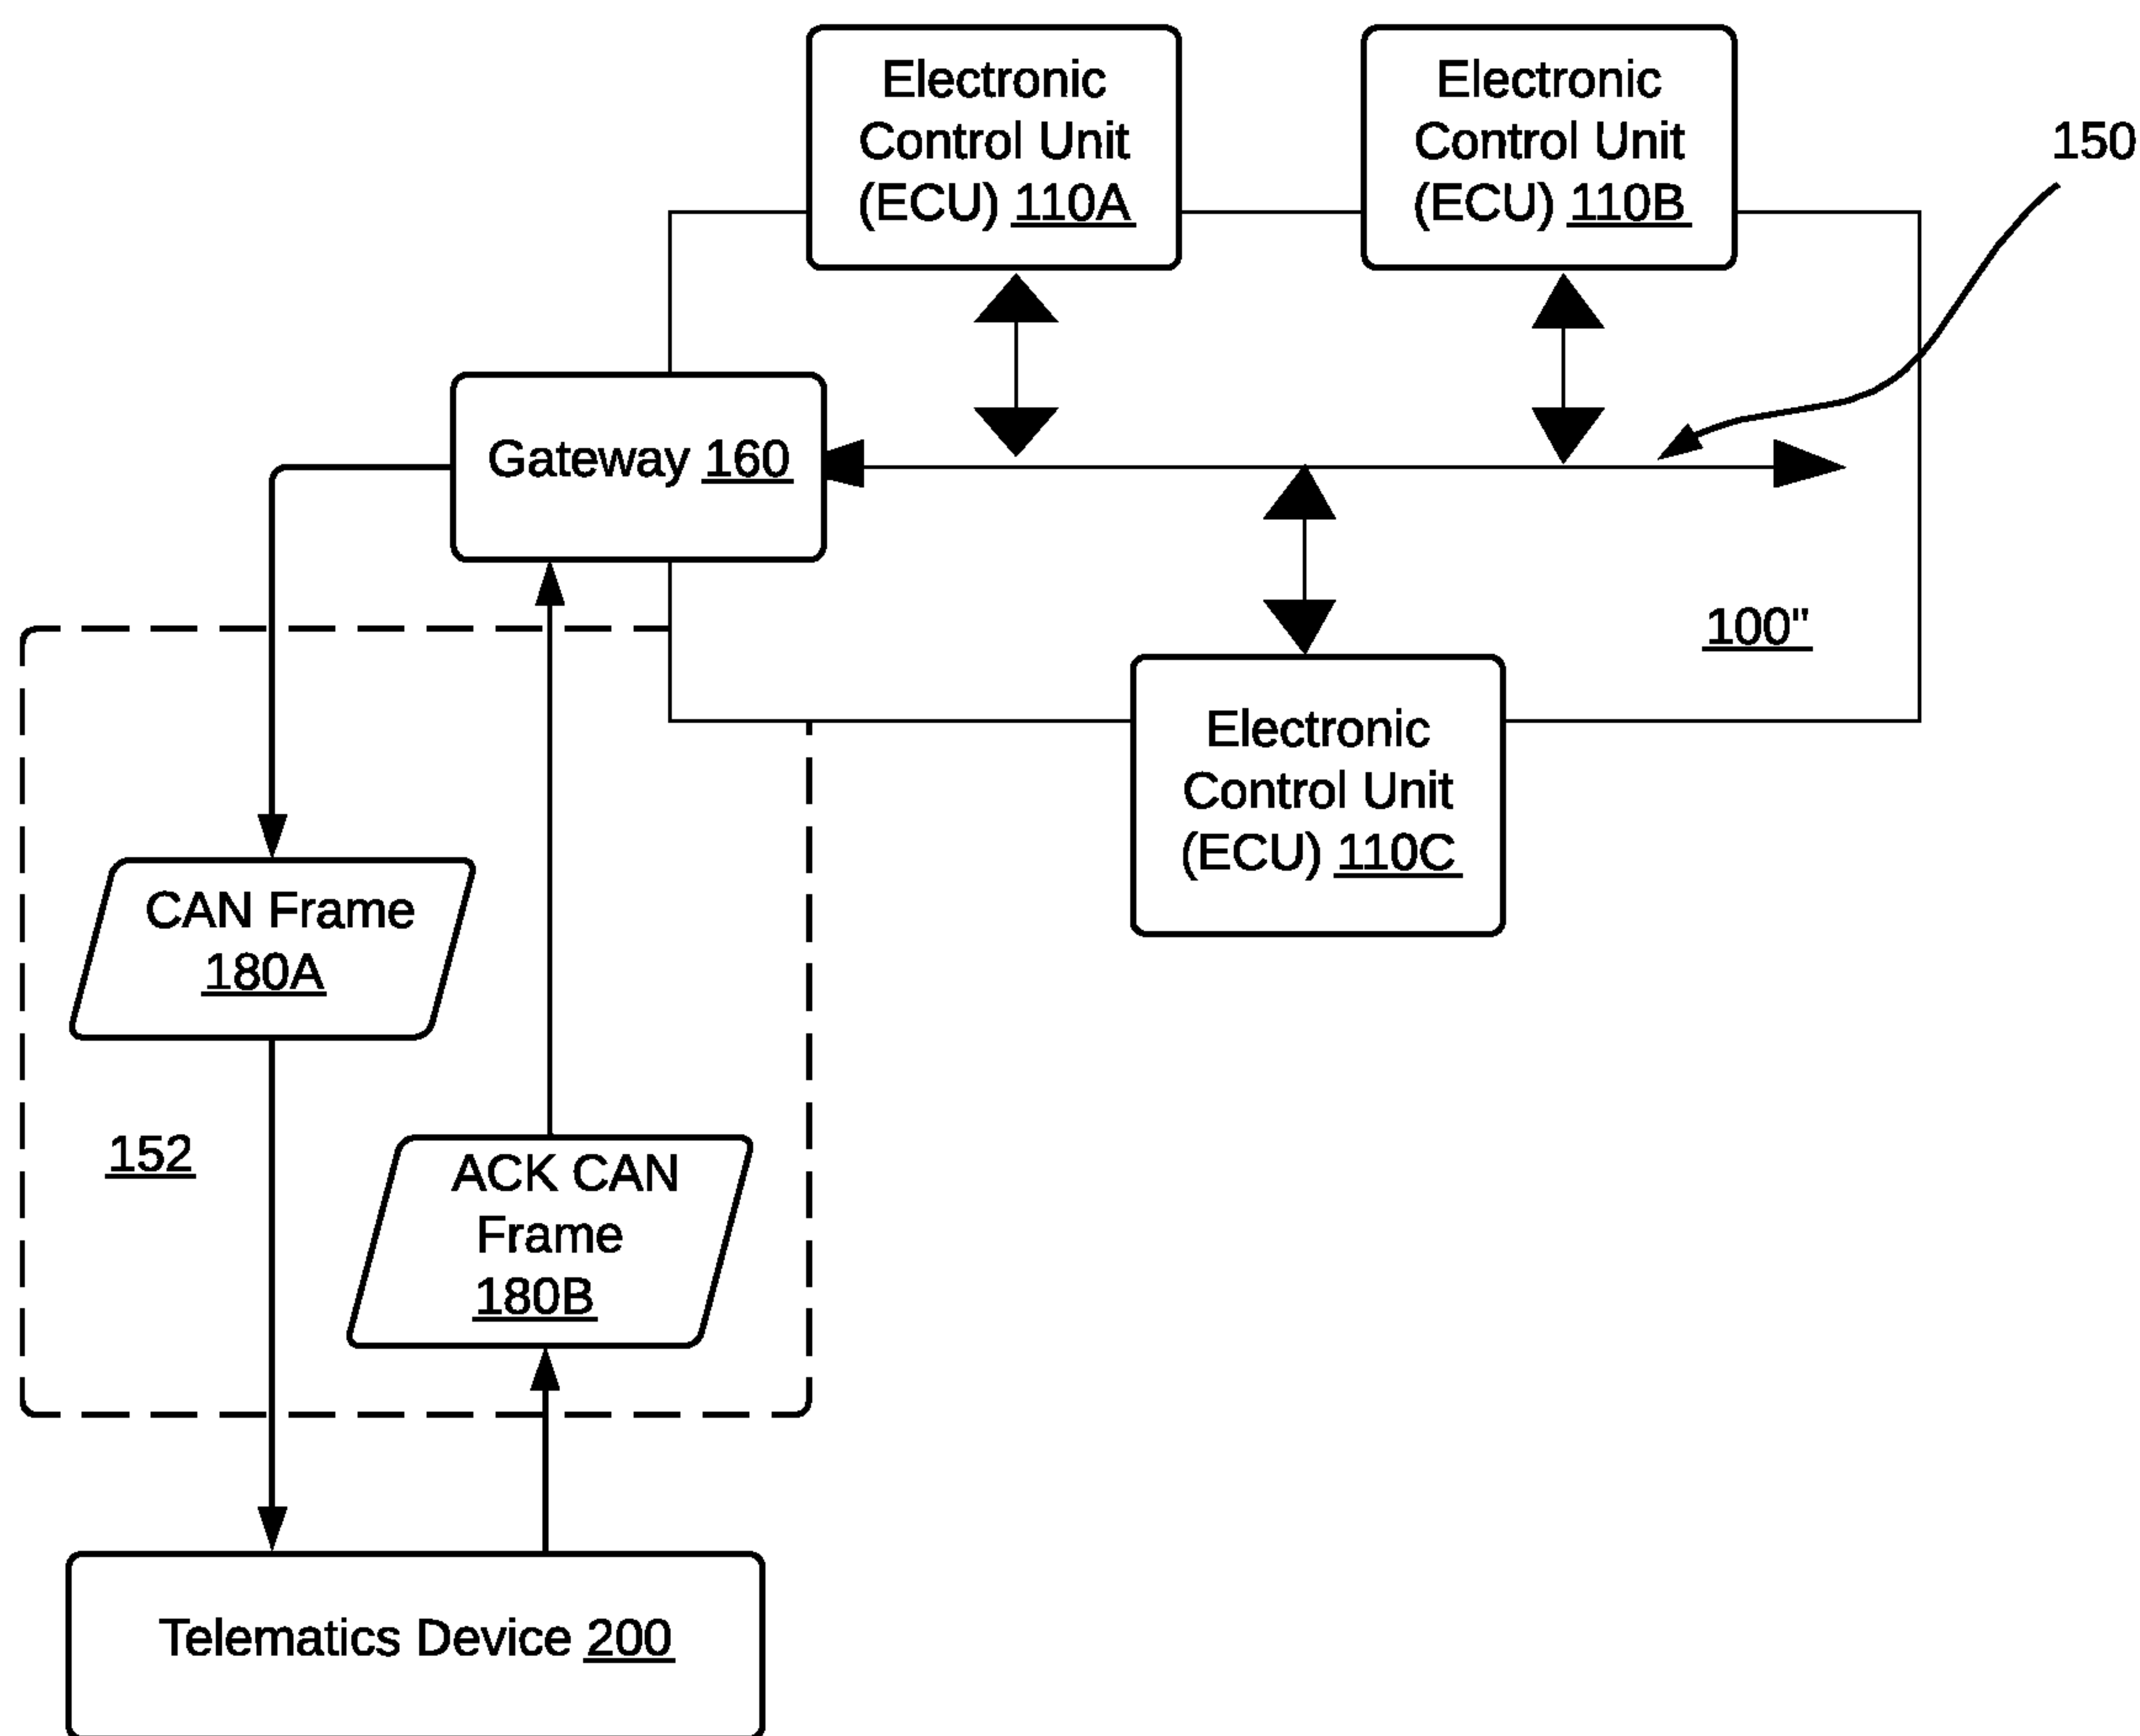 Electronic
Control Unit
(ECU) 110A
Electronic
Control Unit
(ECU) 110B
150
Gateway 160
100"
Electronic
Control Unit
(ECU) 110C
CAN Frame
180A
152
ACK CAN
Frame
180B
Telematics Device 200